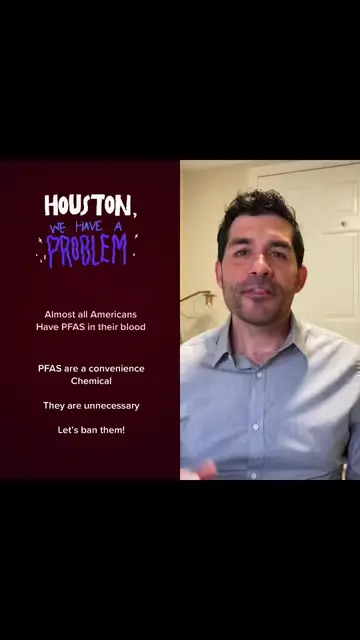 HOUSTON,
WE HAVE A
PROBLEM
Almost all Americans
Have PFAS in their blood
PFAS are a convenience
Chemical
They are unnecessary
Let's ban them!